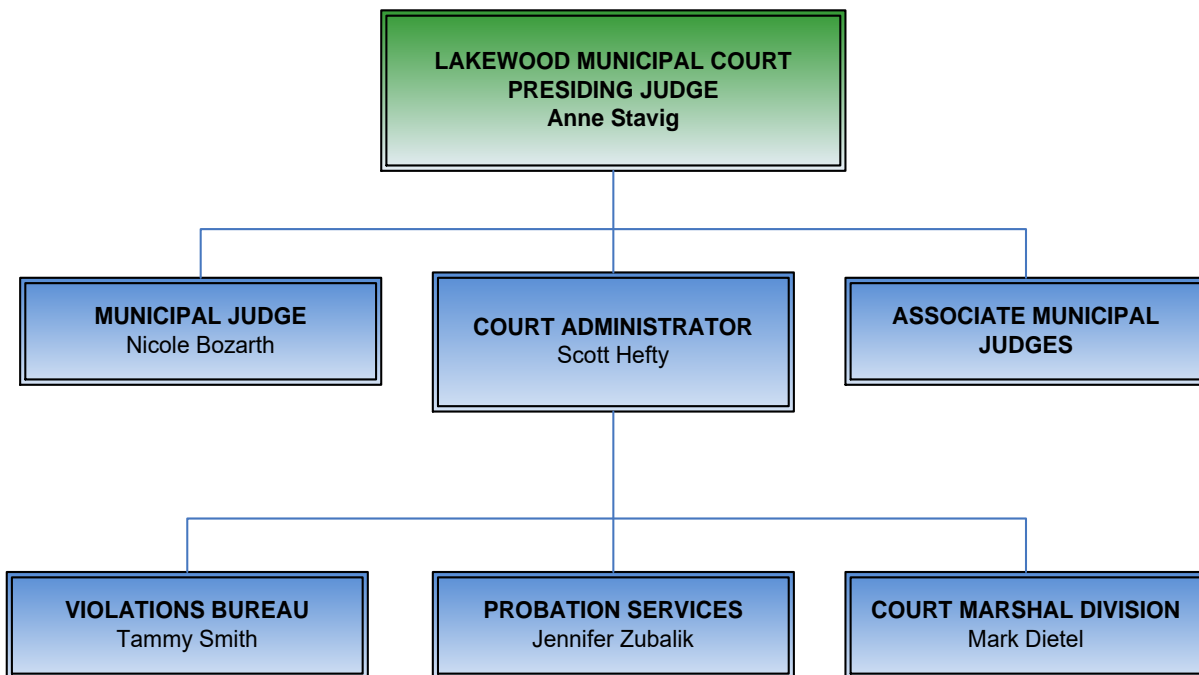 LAKEWOOD MUNICIPAL COURT
PRESIDING JUDGE
Anne Stavig
MUNICIPAL JUDGE
Nicole Bozarth
COURT ADMINISTRATOR
Scott Hefty
ASSOCIATE MUNICIPAL
JUDGES
VIOLATIONS BUREAU
Tammy Smith
PROBATION SERVICES
Jennifer Zubalik
COURT MARSHAL DIVISION
Mark Dietel